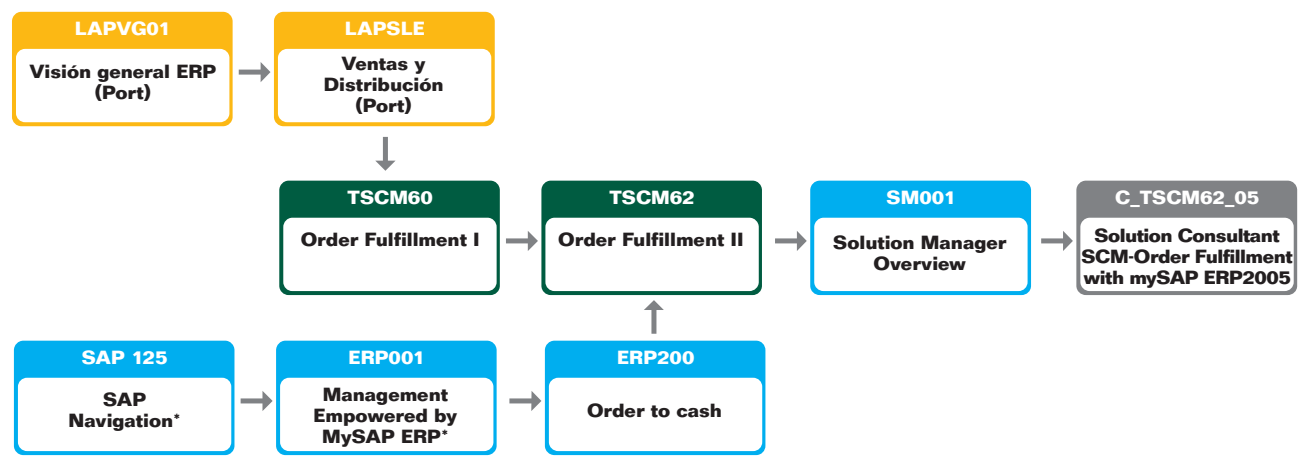 LAPVG01
Visión general ERP
(Port)
LAPSLE
Ventas y
Distribución
(Port)
TSCM60
Order Fulfillment I
TSCM62
Order Fulfillment II
SM001
Solution Manager
Overview
C_TSCM62_05
Solution Consultant
SCM-Order Fulfillment
with mySAP ERP2005
SAP 125
SAP
Navigation*
ERP001
Management
Empowered by
MySAP ERP*
ERP200
Order to cash